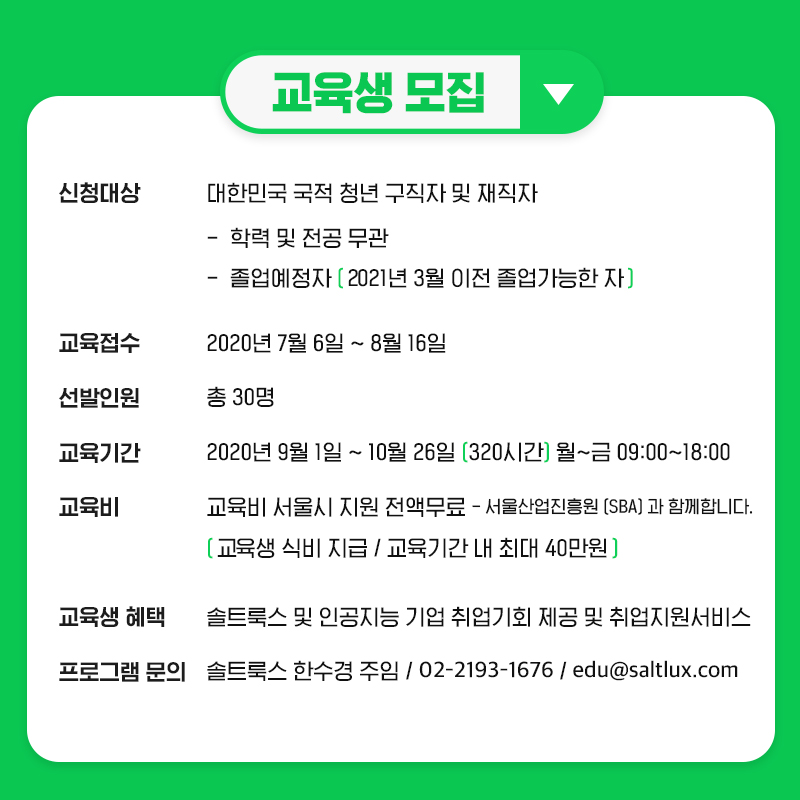 교육생 모집
신청대상 대한민국 국적 청년 구직자 및 재직자
- 학력 및 전공 무관
- 졸업예정자 ( 2021년 3월 이전 졸업가능한 자 )
교육접수 2020년 7월 6일 ~ 8월 16일
선발인원 총 30명
교육기간 2020년 9월 1일 ~ 10월 26일 (320시간) 월~금 09:00~18:00
교육비 교육비 서울시 지원 전액무료 - 서울산업진흥원 (SBA) 과 함께합니다.
( 교육생 식비 지급 / 교육기간 내 최대 40만원 )
교육생 혜택 솔트룩스 및 인공지능 기업 취업기회 제공 및 취업지원서비스
프로그램 문의 솔트룩스 한수경 주임 / 02-2193-1676 / edu@saltlux.com